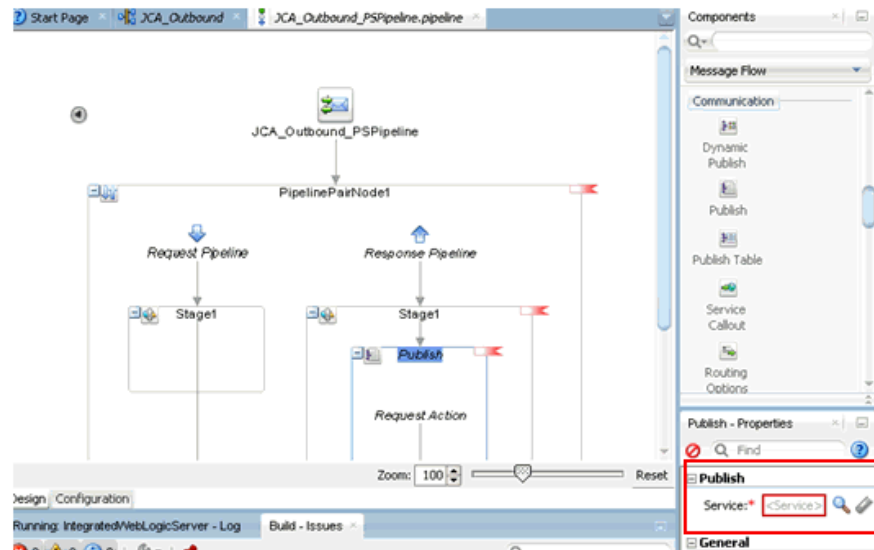 Start Page
JCA_Outbound
JCA_Outbound_PSPipeline.pipeline
Components
Message Flow
Communication
Dynamic
Publish
Publish
Publish Table
Service
Callout
Routing
Options
JCA_Outbound_PSPipeline
PipelinePairNode1
Request Pipeline
Response Pipeline
Stage1
Stage1
Publish
Request Action
Zoom: 100
Reset
Design Configuration
Running: IntegratedWebLogicServer - Log
Build - Issues
Publish - Properties
Find
Publish
Service:* <Service>
General